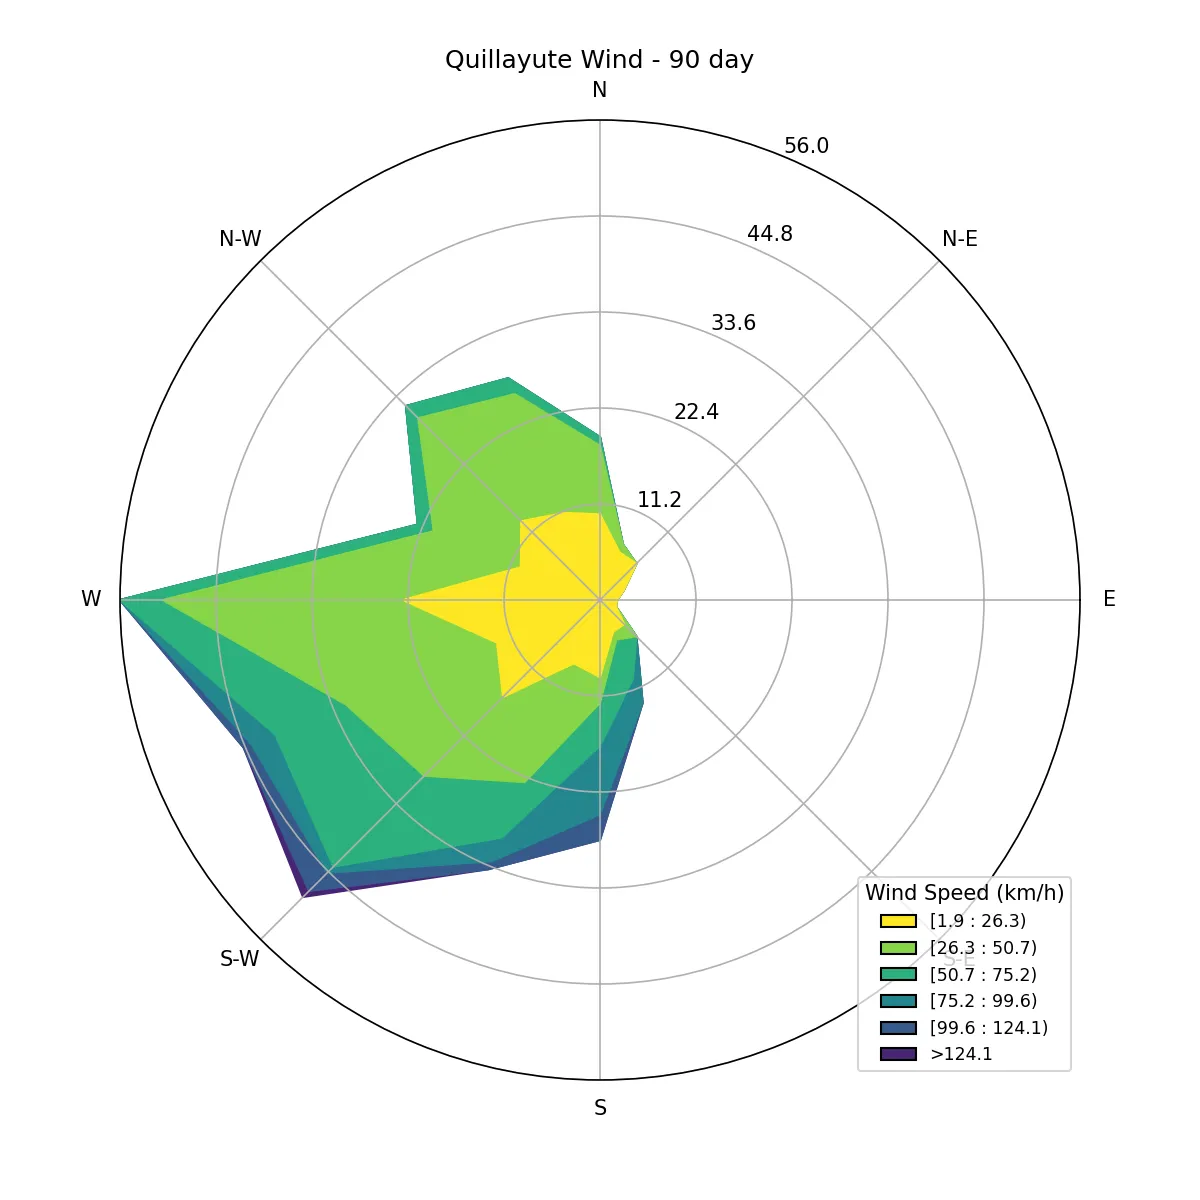 Quillayute Wind - 90 day
N
56.0
N-W
44.8
N-E
33.6
22.4
11.2
W
E
S-W
S-E
S
Wind Speed (km/h)
[1.9 : 26.3)
[26.3 : 50.7)
[50.7 : 75.2)
[75.2 : 99.6)
[99.6 : 124.1)
>124.1